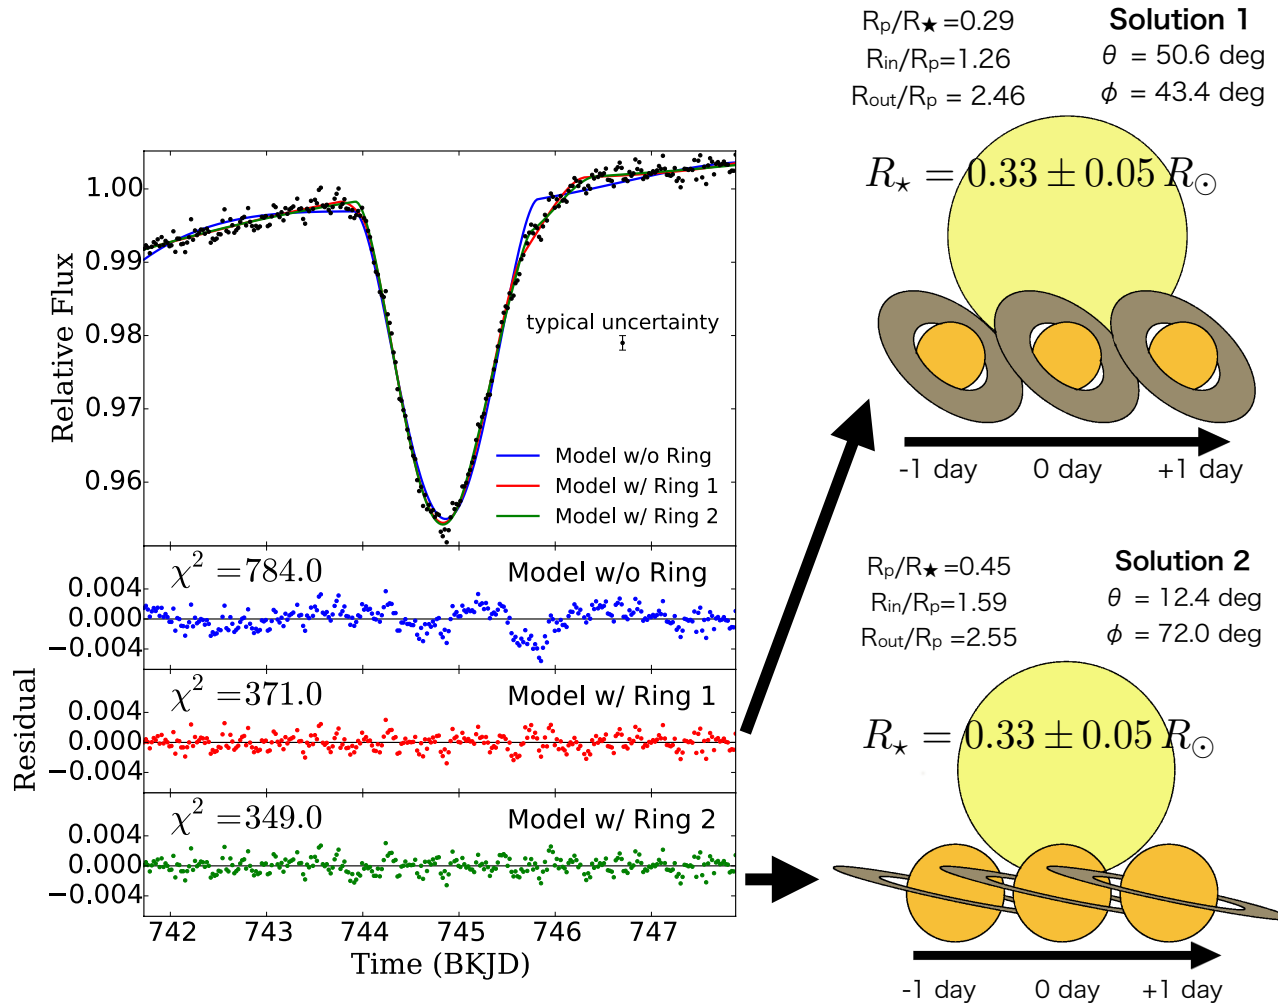 Relative Flux
1.00
0.99
0.98
0.97
0.96
typical uncertainty
Model w/o Ring
Model w/ Ring 1
Model w/ Ring 2
Residual
χ² =784.0 Model w/o Ring
0.004
0.000
−0.004
χ² =371.0 Model w/ Ring 1
0.004
0.000
−0.004
χ² =349.0 Model w/ Ring 2
0.004
0.000
−0.004
742 743 744 745 746 747
Time (BKJD)
Rp/R★ =0.29 Solution 1
Rin/Rp=1.26 θ = 50.6 deg
Rout/Rp = 2.46 φ = 43.4 deg
R⋆ = 0.33 ± 0.05 R⊙
-1 day 0 day +1 day
Rp/R★=0.45 Solution 2
Rin/Rp=1.59 θ = 12.4 deg
Rout/Rp =2.55 φ = 72.0 deg
R⋆ = 0.33 ± 0.05 R⊙
-1 day 0 day +1 day